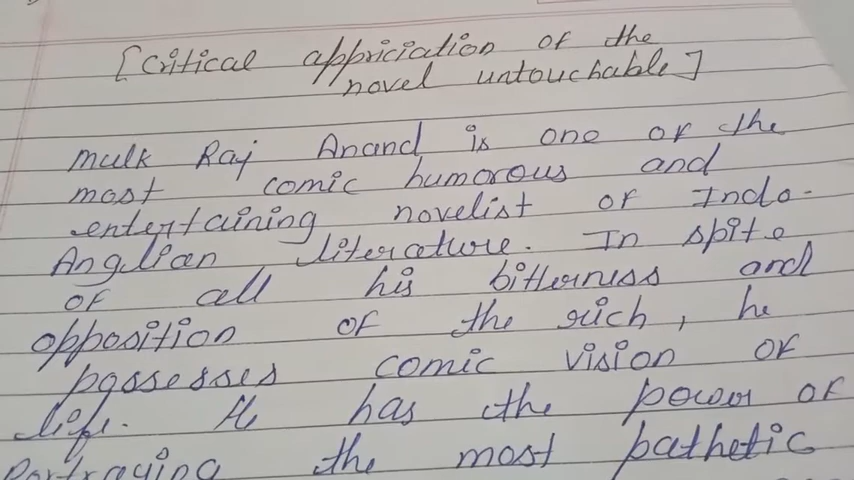 [Critical appriciation of the
novel untouchable]
Mulk Raj Anand is one of the
most comic humorous and
entertaining novelist of Indo-
Anglian literature. In spite
of all his bitterness and
opposition of the rich, he
possesses comic vision of
life. He has the power of
Portraying the most pathetic